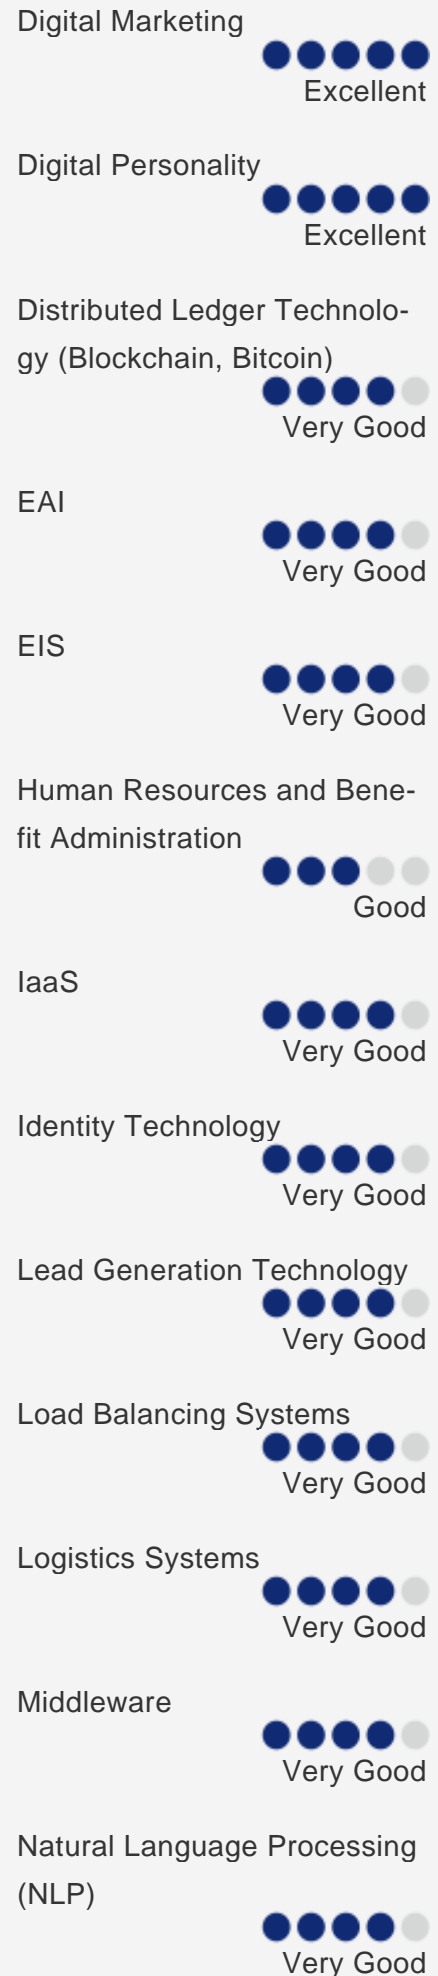 Digital Marketing
Excellent
Digital Personality
Excellent
Distributed Ledger Technolo-
gy (Blockchain, Bitcoin)
Very Good
EAI
Very Good
EIS
Very Good
Human Resources and Bene-
fit Administration
Good
IaaS
Very Good
Identity Technology
Very Good
Lead Generation Technology
Very Good
Load Balancing Systems
Very Good
Logistics Systems
Very Good
Middleware
Very Good
Natural Language Processing
(NLP)
Very Good